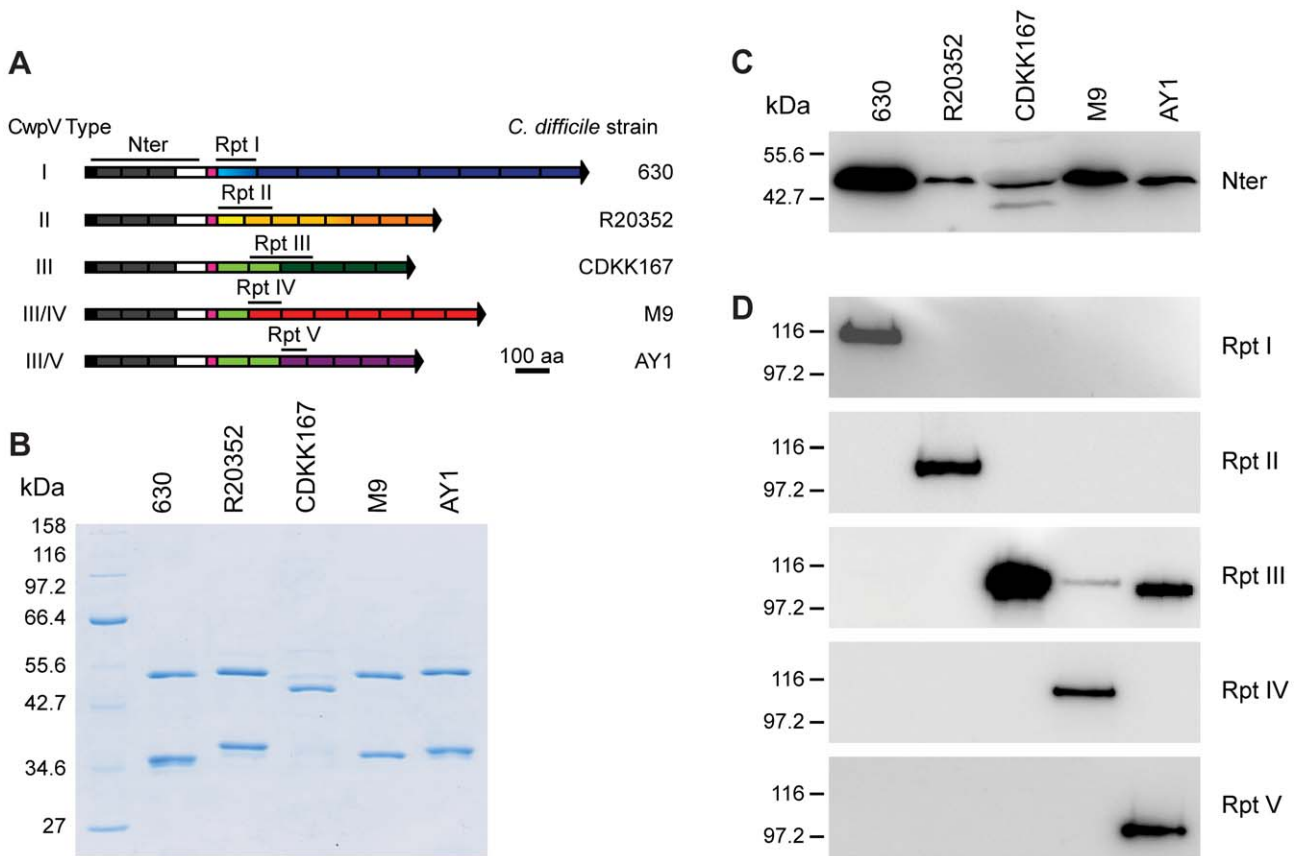 A
CwpV Type
C. difficile strain
Nter
Rpt I
I
630
Rpt II
II
R20352
Rpt III
III
CDKK167
Rpt IV
III/IV
M9
Rpt V
III/V
100 aa
AY1
B
kDa
630
R20352
CDKK167
M9
AY1
158
116
97.2
66.4
55.6
42.7
34.6
27
C
kDa
630
R20352
CDKK167
M9
AY1
55.6
42.7
Nter
D
116
97.2
Rpt I
116
97.2
Rpt II
116
97.2
Rpt III
116
97.2
Rpt IV
116
97.2
Rpt V